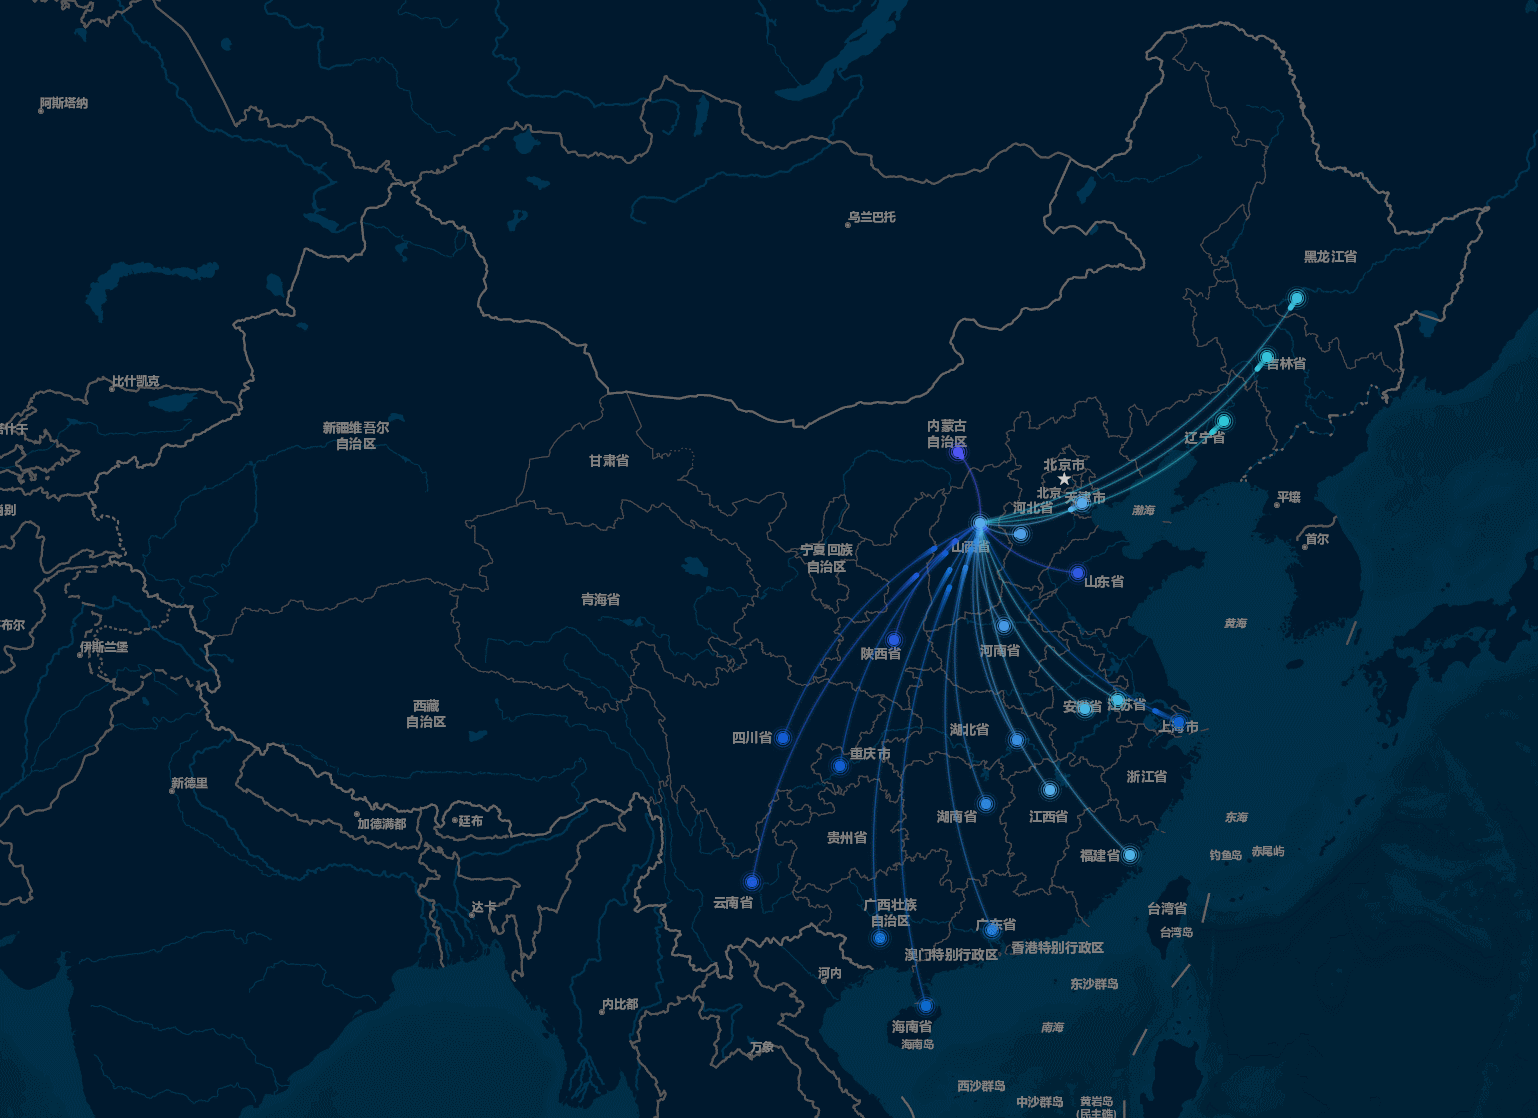 阿斯塔纳
乌兰巴托
黑龙江省
吉林省
比什凯克
新疆维吾尔
自治区
内蒙古
自治区
辽宁省
甘肃省
北京市
北京
天津市
河北省
渤海
平壤
首尔
山西省
宁夏回族
自治区
山东省
青海省
黄海
伊斯兰堡
陕西省
河南省
西藏
自治区
安徽省
江苏省
上海市
四川省
湖北省
重庆市
浙江省
新德里
加德满都
廷布
湖南省
江西省
东海
贵州省
福建省
钓鱼岛
赤尾屿
云南省
达卡
广西壮族
自治区
广东省
台湾省
台湾岛
澳门特别行政区
香港特别行政区
河内
东沙群岛
内比都
海南省
海南岛
南海
万象
西沙群岛
中沙群岛
黄岩岛
(民主礁)